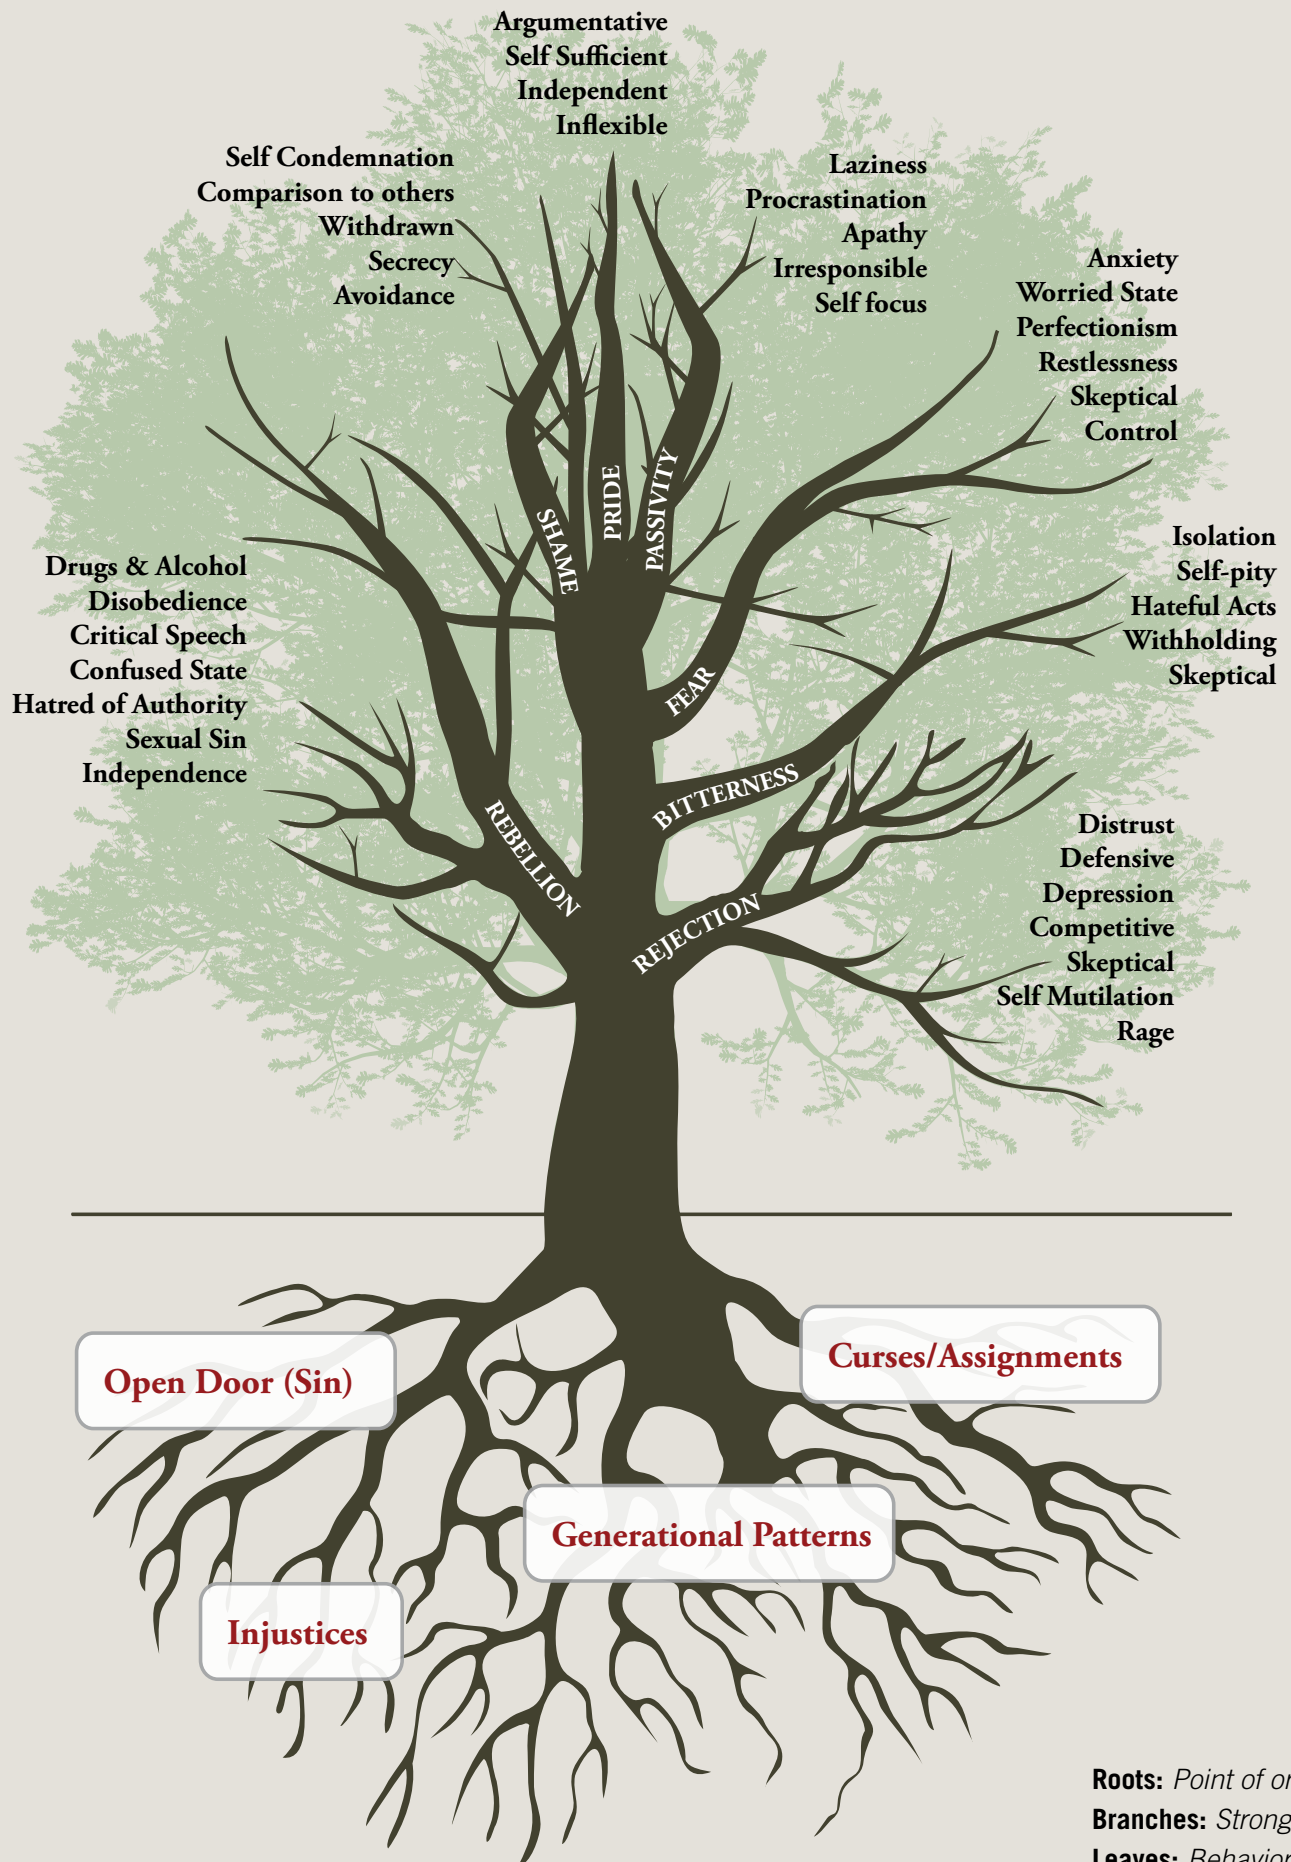 Argumentative
Self Sufficient
Independent
Inflexible
Self Condemnation
Comparison to others
Withdrawn
Secrecy
Avoidance
Laziness
Procrastination
Apathy
Irresponsible
Self focus
Anxiety
Worried State
Perfectionism
Restlessness
Skeptical
Control
SHAME
PRIDE
PASSIVITY
Drugs & Alcohol
Disobedience
Critical Speech
Confused State
Hatred of Authority
Sexual Sin
Independence
Isolation
Self-pity
Hateful Acts
Withholding
Skeptical
FEAR
BITTERNESS
REBELLION
REJECTION
Distrust
Defensive
Depression
Competitive
Skeptical
Self Mutilation
Rage
Open Door (Sin)
Curses/Assignments
Generational Patterns
Injustices
Roots: Point of
Branches:
Leaves: